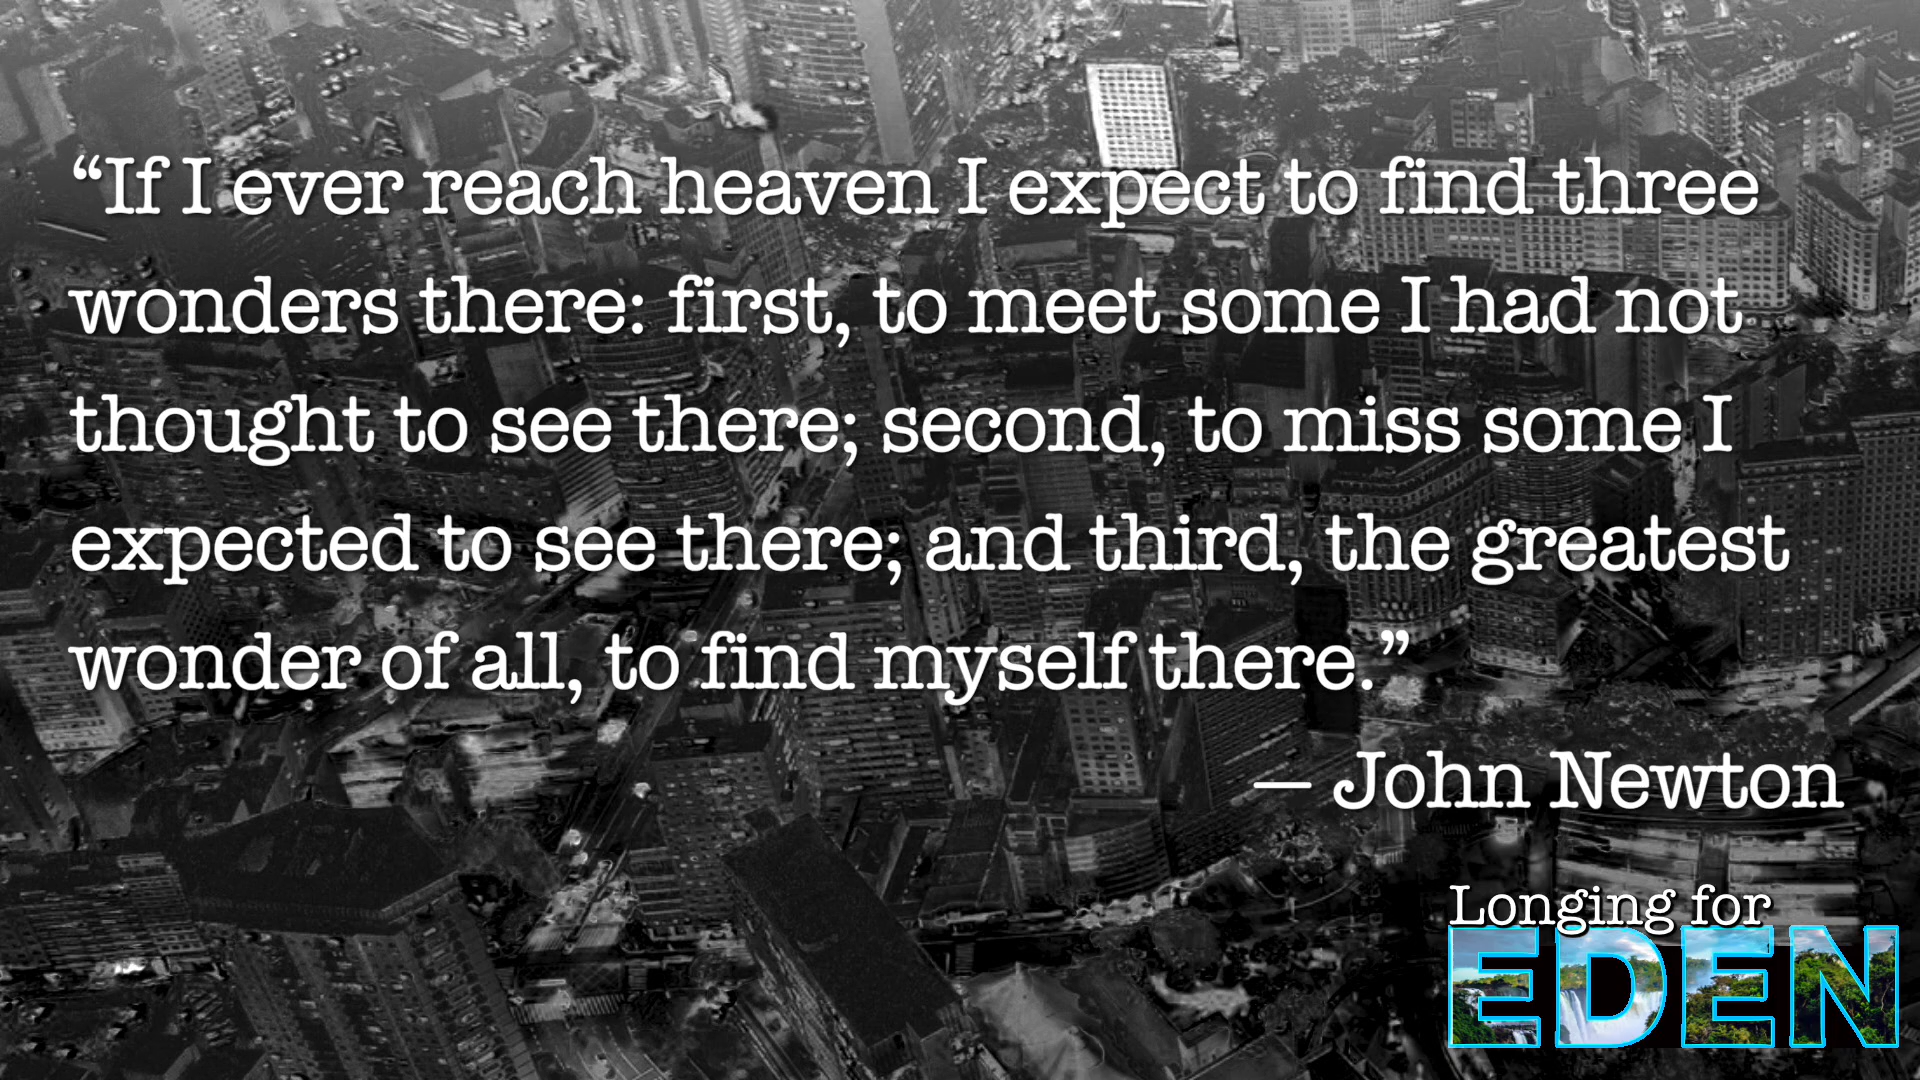 “If I ever reach heaven I expect to find three
wonders there: first, to meet some I had not
thought to see there; second, to miss some I
expected to see there; and third, the greatest
wonder of all, to find myself there.”
— John Newton
Longing for
EDEN